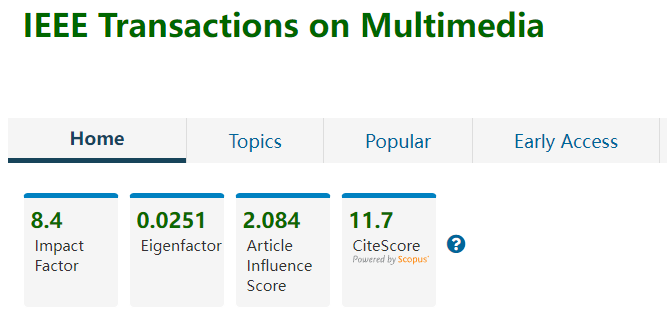 IEEE Transactions on Multimedia
Home Topics Popular Early Access
8.4 0.0251 2.084 11.7
Impact Factor
Eigenfactor
Article Influence Score
CiteScore
Powered by Scopus®
?